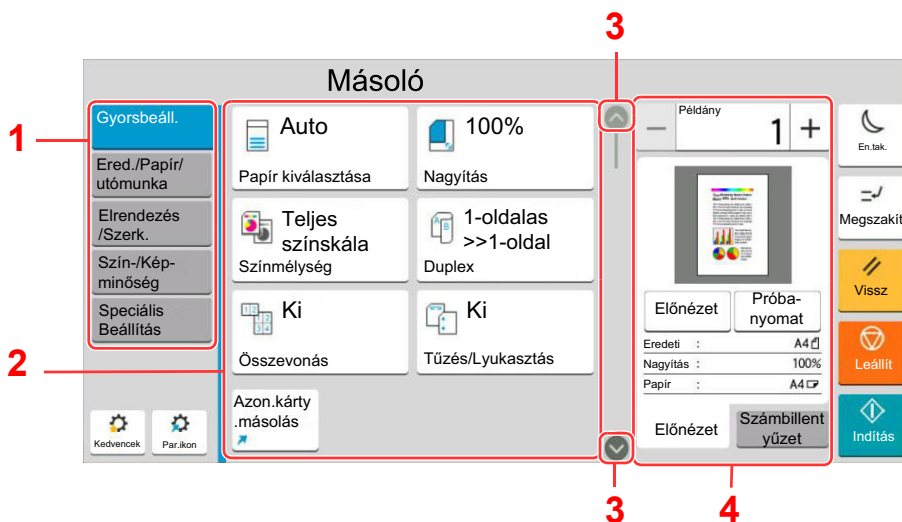 3
Másoló
1
Gyorsbeáll.
Ered./Papír/
utómunka
Elrendezés
/Szerk.
Szín-/Kép-
minőség
Speciális
Beállítás
2
Kedvencek
Par.ikon
Auto
Papír kiválasztása
100%
Nagyítás
Teljes
színskála
Színmélység
1-oldalas
>>1-oldal
Duplex
Ki
Összevonás
Ki
Tűzés/Lyukasztás
Azon.kárty
.másolás
Példány
− 1 +
Előnézet
Próba-
nyomat
Eredeti : A4
Nagyítás : 100%
Papír : A4
Előnézet
Számbillent
yűzet
En.tak.
Megszakít
Vissz
Leállít
Indítás
3
4